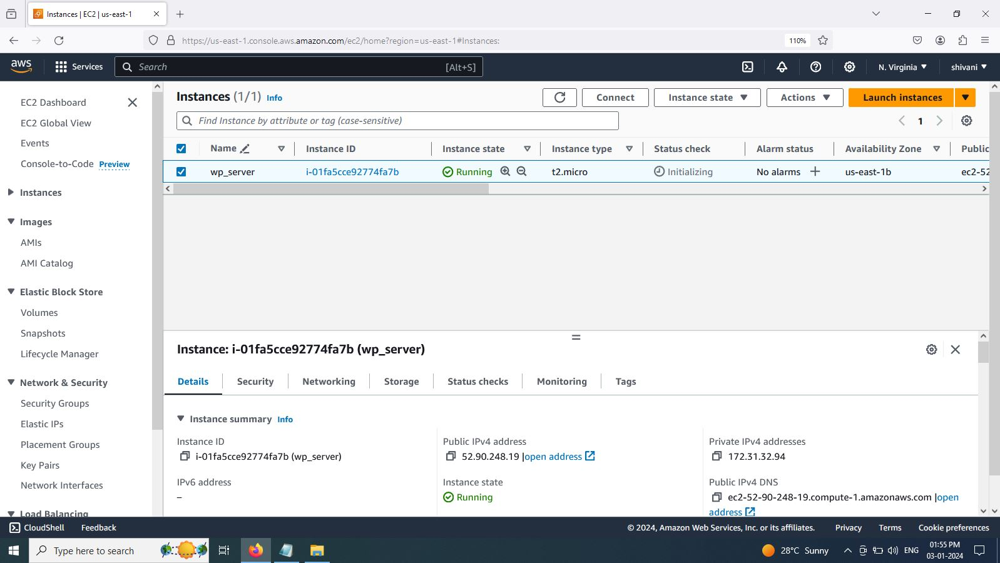 Instances | EC2 | us-east-1
https://us-east-1.console.aws.amazon.com/ec2/home?region=us-east-1#Instances:
110%
aws
Services
Search
[Alt+S]
N. Virginia
shivani
EC2 Dashboard
EC2 Global View
Events
Console-to-Code Preview
Instances
Images
AMIs
AMI Catalog
Elastic Block Store
Volumes
Snapshots
Lifecycle Manager
Network & Security
Security Groups
Elastic IPs
Placement Groups
Key Pairs
Network Interfaces
Load Balancing
Instances (1/1) Info
Connect
Instance state
Actions
Launch instances
Find Instance by attribute or tag (case-sensitive)
1
Name Instance ID Instance state Instance type Status check Alarm status Availability Zone Public
wp_server i-01fa5cce92774fa7b Running t2.micro Initializing No alarms us-east-1b ec2-52
Instance: i-01fa5cce92774fa7b (wp_server)
Details Security Networking Storage Status checks Monitoring Tags
Instance summary Info
Instance ID
i-01fa5cce92774fa7b (wp_server)
Public IPv4 address
52.90.248.19 |open address
Private IPv4 addresses
172.31.32.94
IPv6 address
–
Instance state
Running
Public IPv4 DNS
ec2-52-90-248-19.compute-1.amazonaws.com |open
address
CloudShell Feedback
© 2024, Amazon Web Services, Inc. or its affiliates. Privacy Terms Cookie preferences
Type here to search
28°C Sunny
ENG
01:55 PM
03-01-2024